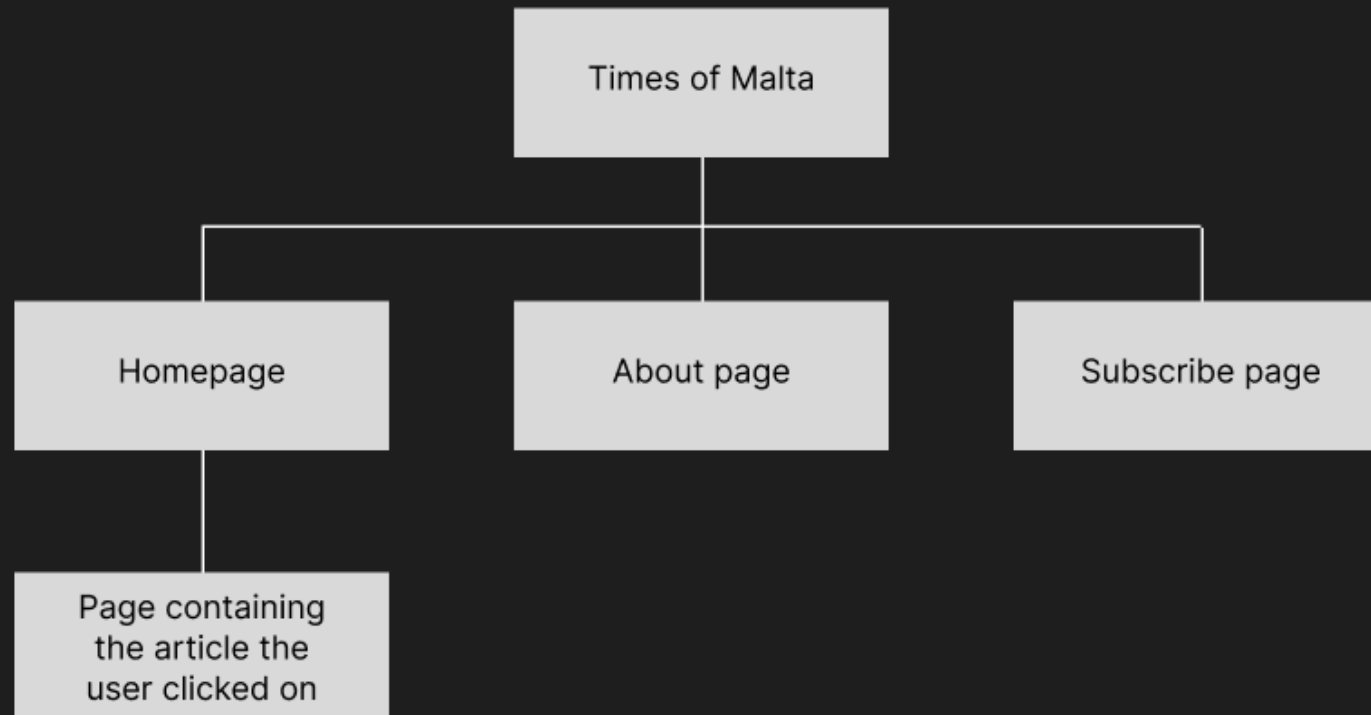 Times of Malta
Homepage
About page
Subscribe page
Page containing
the article the
user clicked on